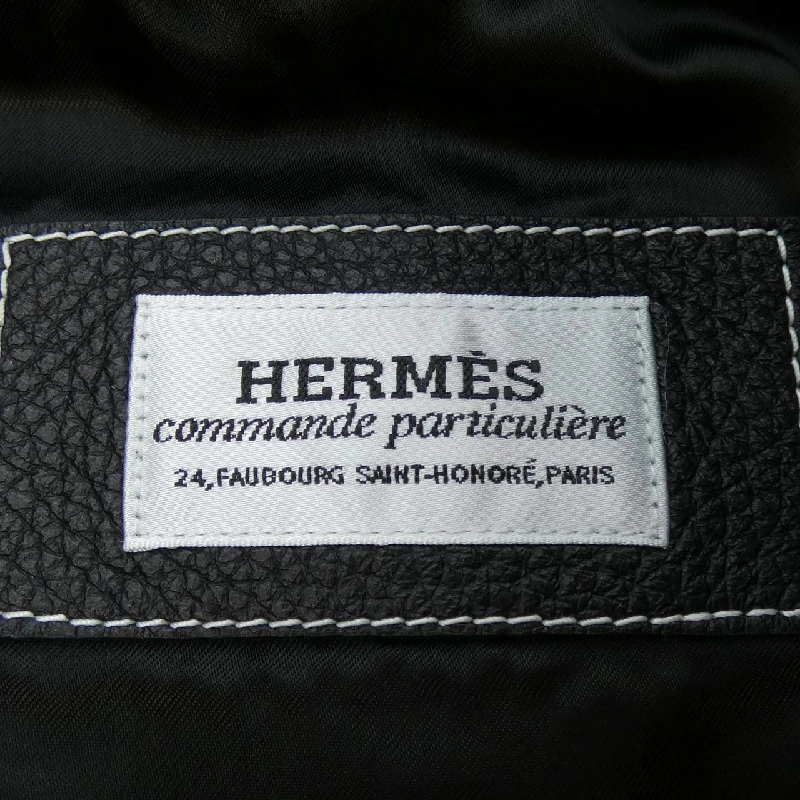 HERMÈS
commande particulière
24,FAUBOURG SAINT-HONORÉ,PARIS